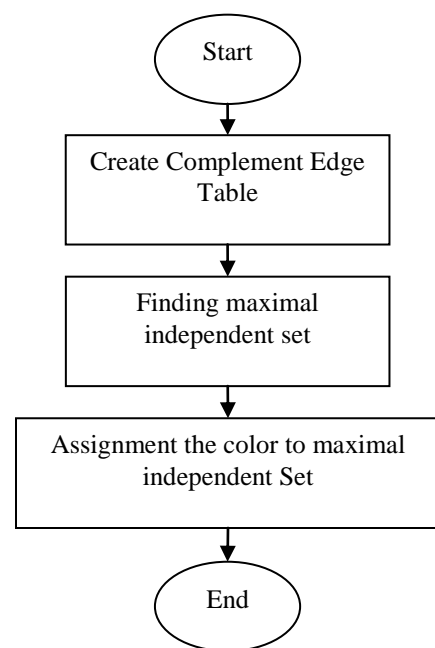 Start
Create Complement Edge
Table
Finding maximal
independent set
Assignment the color to maximal
independent Set
End